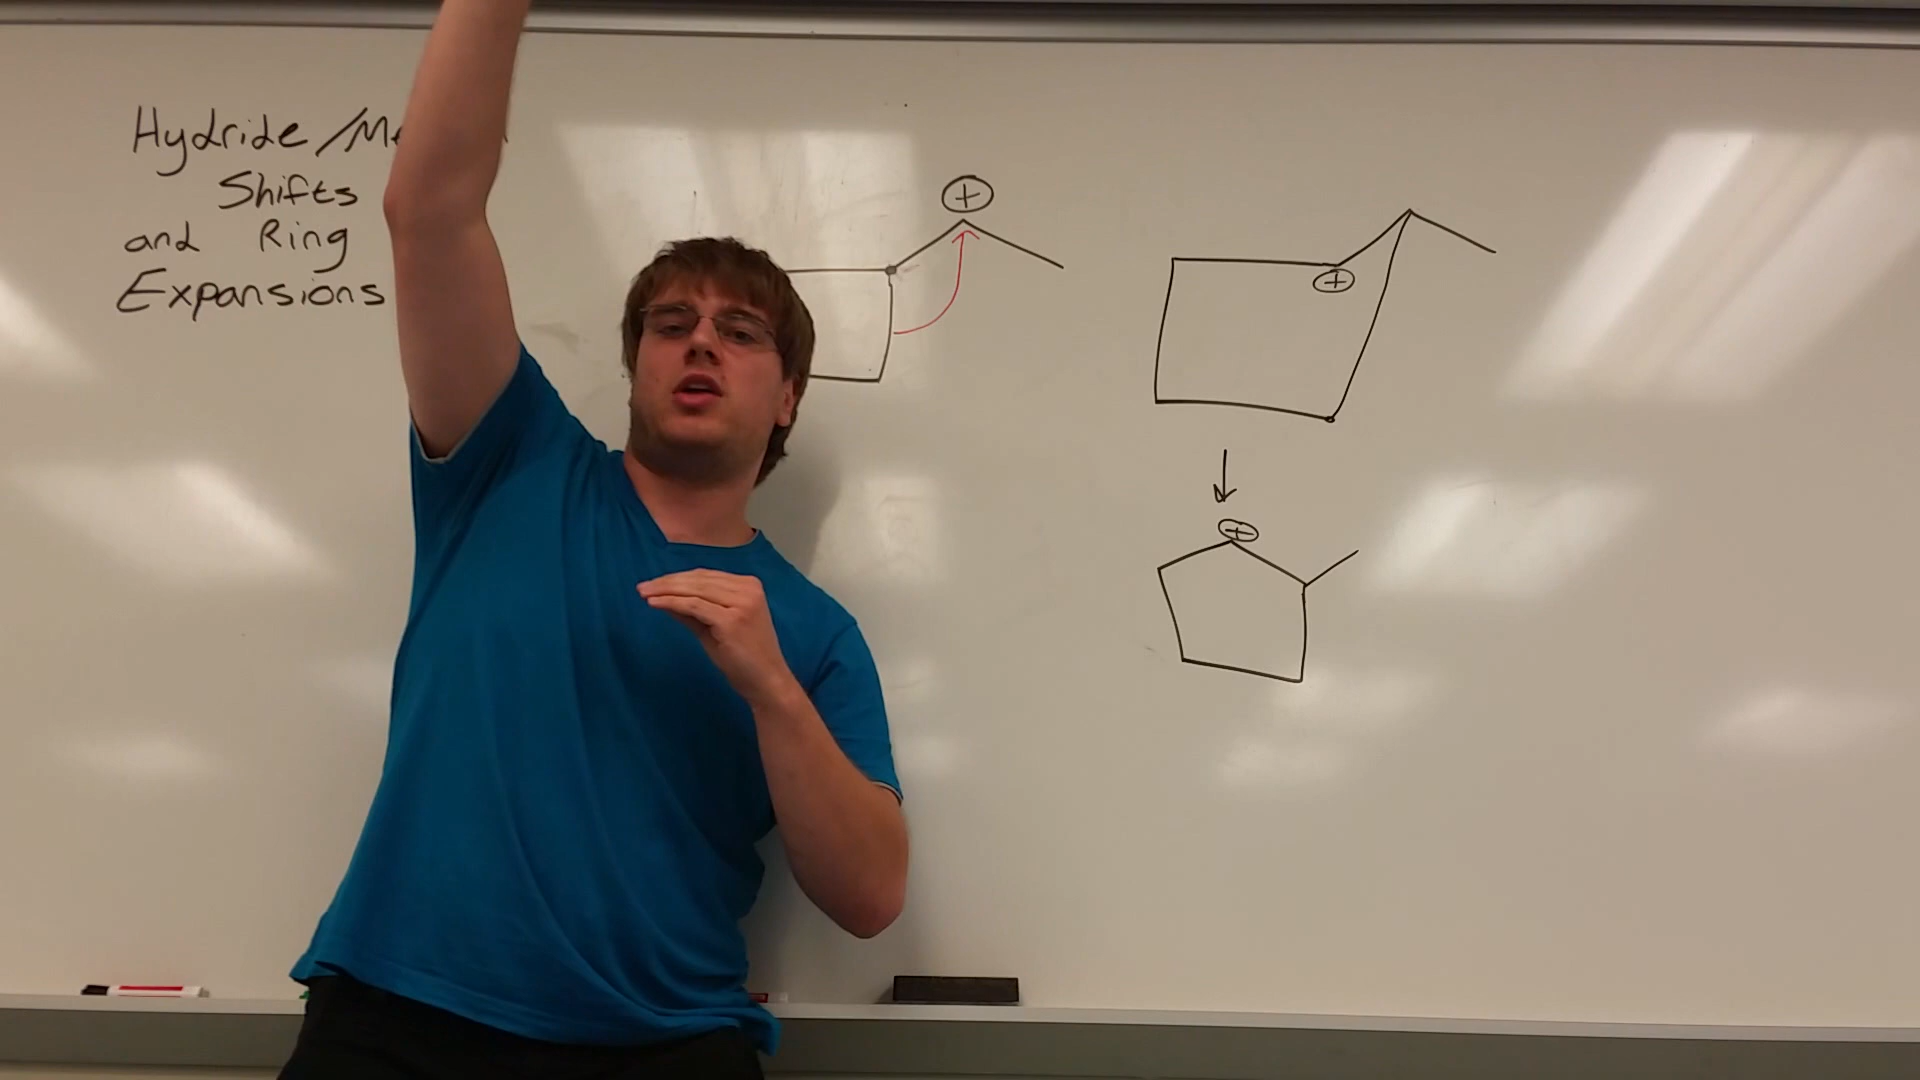 Hydride/
Shifts
and Ring
Expansions
+
+
+